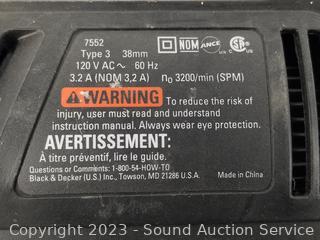 7552
Type 3 38mm
120 V AC ~ 60 Hz
NOM ANCE
3.2 A (NOM 3,2 A) n0 3200/min (SPM)
WARNING To reduce the risk of
injury, user must read and understand
instruction manual. Always wear eye protection.
AVERTISSEMENT:
À titre préventif, lire le guide.
Questions or Comments: 1-800-54-HOW-TO
Black & Decker (U.S.) Inc., Towson, MD 21286 U.S.A. Made in China
Copyright 2023 - Sound Auction Service